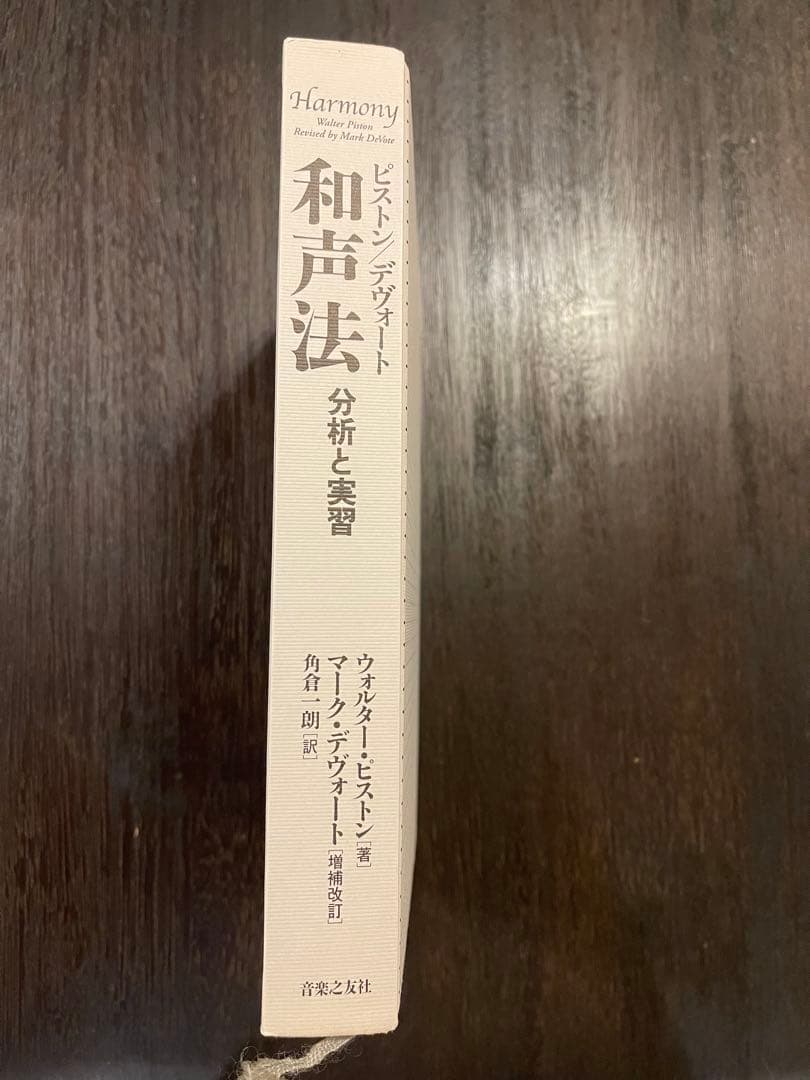 Harmony
Walter Piston
Revised by Mark DeVote
ピストン/デヴォート
和声法
分析と実習
ウォルター・ピストン[著]
マーク・デヴォート[増補改訂]
角倉一朗[訳]
音楽之友社